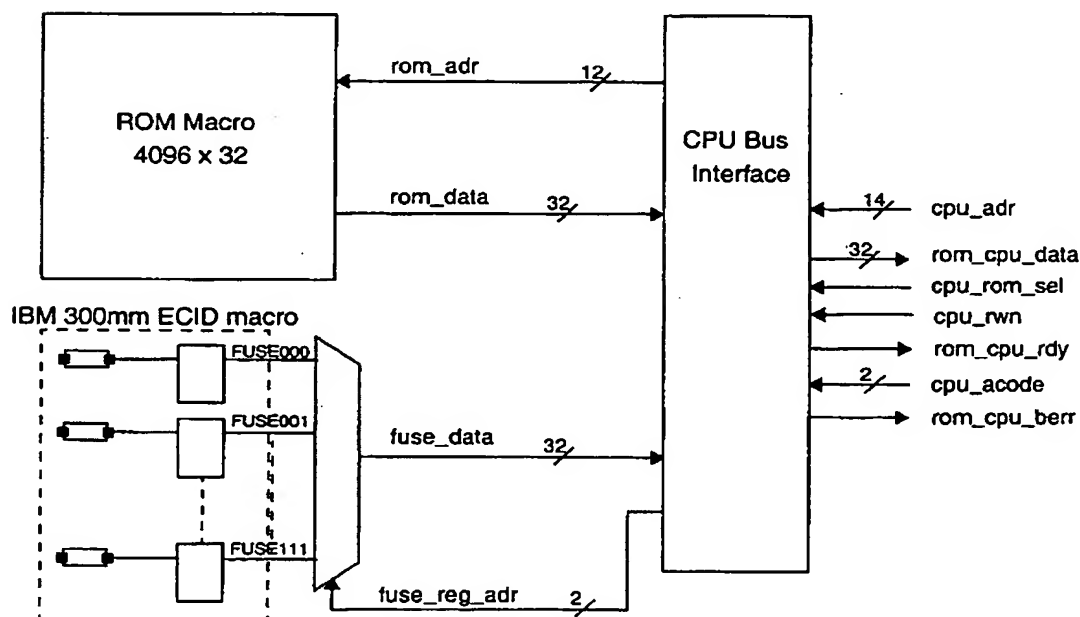 ROM Macro
4096 x 32
rom_adr
12
rom_data
32
CPU Bus
Interface
14
cpu_adr
32
rom_cpu_data
cpu_rom_sel
cpu_rwn
rom_cpu_rdy
2
cpu_acode
rom_cpu_berr
IBM 300mm ECID macro
FUSE000
FUSE001
FUSE111
fuse_data
32
fuse_reg_adr
2